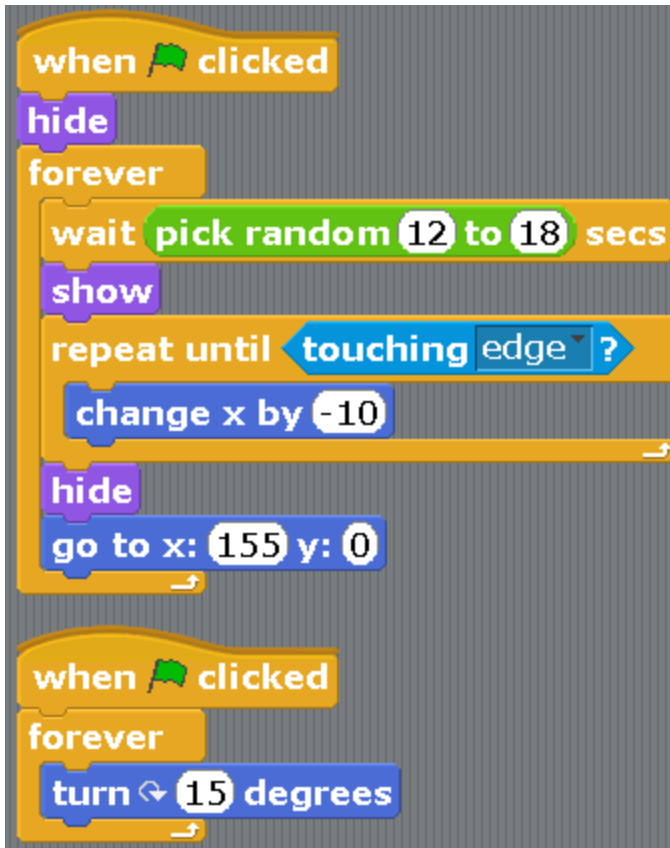 when clicked
hide
forever
wait pick random 12 to 18 secs
show
repeat until touching edge ?
change x by -10
hide
go to x: 155 y: 0
when clicked
forever
turn 15 degrees